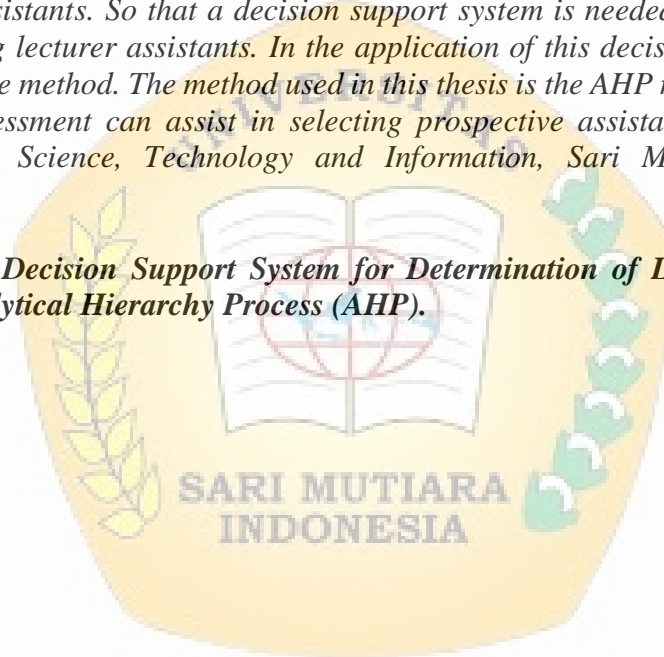 sistants. So that a decision support system is needed
g lecturer assistants. In the application of this decis
e method. The method used in this thesis is the AHP
essment can assist in selecting prospective assista
Science, Technology and Information, Sari M
UNIVERSITAS
Decision Support System for Determination of
lytical Hierarchy Process (AHP).
SARI MUTIARA
INDONESIA